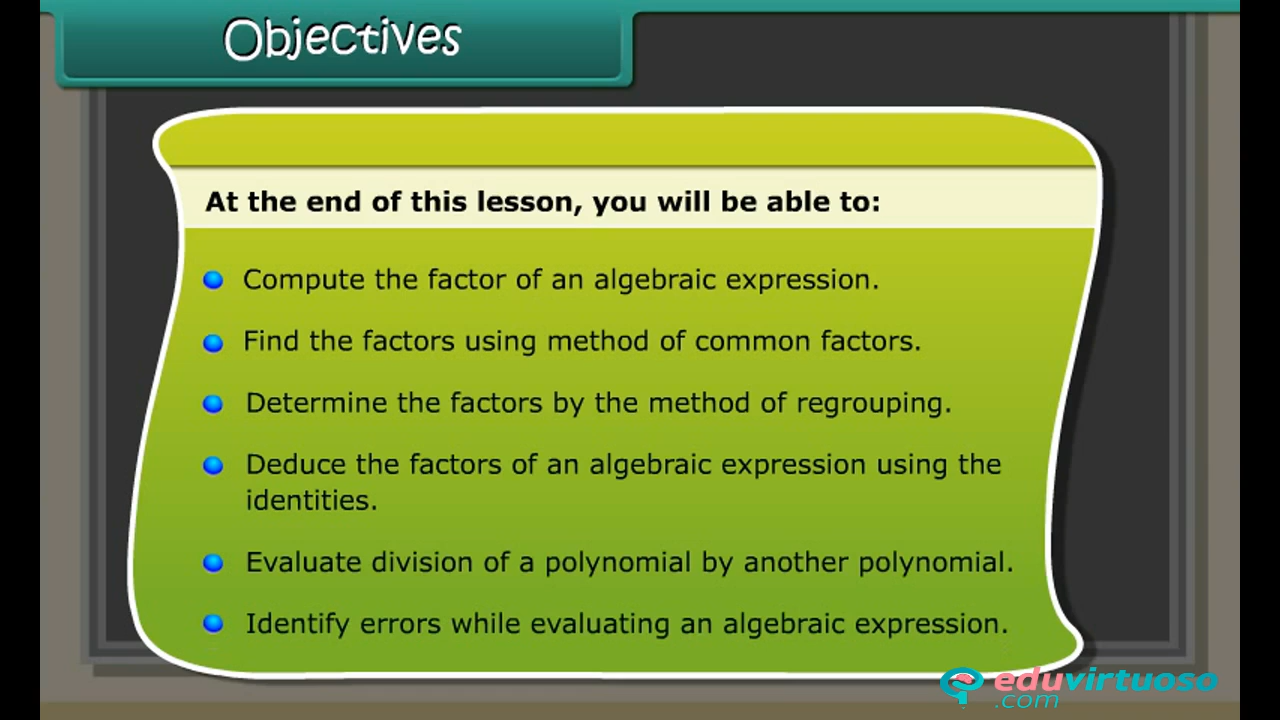 Objectives
At the end of this lesson, you will be able to:
Compute the factor of an algebraic expression.
Find the factors using method of common factors.
Determine the factors by the method of regrouping.
Deduce the factors of an algebraic expression using the
identities.
Evaluate division of a polynomial by another polynomial.
Identify errors while evaluating an algebraic expression.
eduvirtuoso
.com